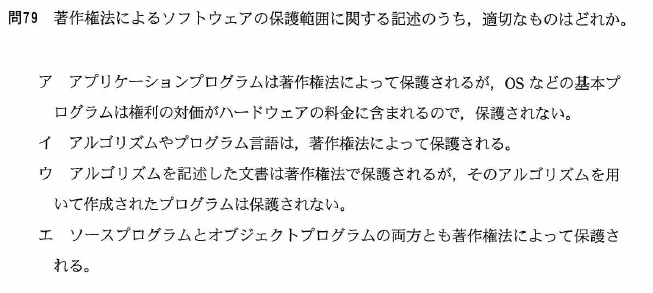 問79 著作権法によるソフトウェアの保護範囲に関する記述のうち，適切なものはどれか。
ア アプリケーションプログラムは著作権法によって保護されるが，OSなどの基本プ
ログラムは権利の対価がハードウェアの料金に含まれるので，保護されない。
イ アルゴリズムやプログラム言語は，著作権法によって保護される。
ウ アルゴリズムを記述した文書は著作権法で保護されるが，そのアルゴリズムを用
いて作成されたプログラムは保護されない。
エ ソースプログラムとオブジェクトプログラムの両方とも著作権法によって保護さ
れる。